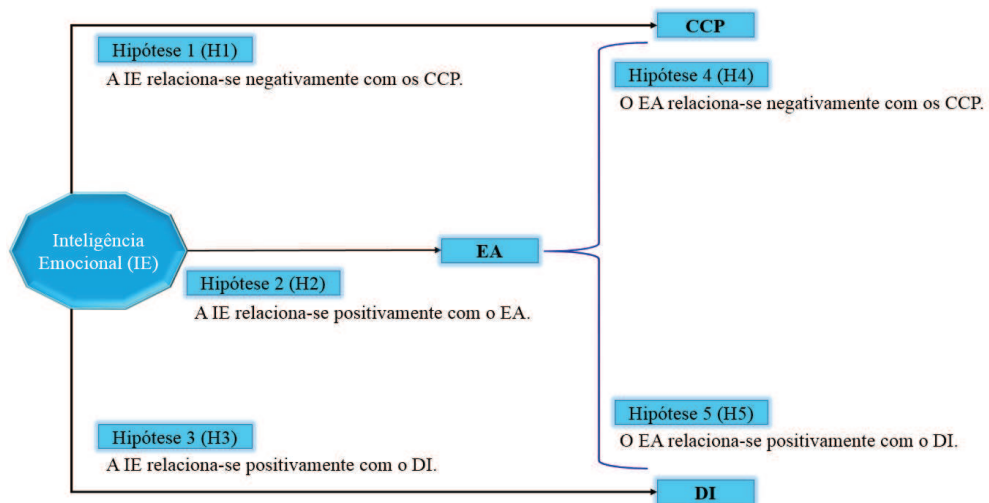 CCP
Hipótese 1 (H1)
A IE relaciona-se negativamente com os CCP.
Hipótese 4 (H4)
O EA relaciona-se negativamente com os CCP.
Inteligência
Emocional (IE)
EA
Hipótese 2 (H2)
A IE relaciona-se positivamente com o EA.
Hipótese 3 (H3)
A IE relaciona-se positivamente com o DI.
Hipótese 5 (H5)
O EA relaciona-se positivamente com o DI.
DI